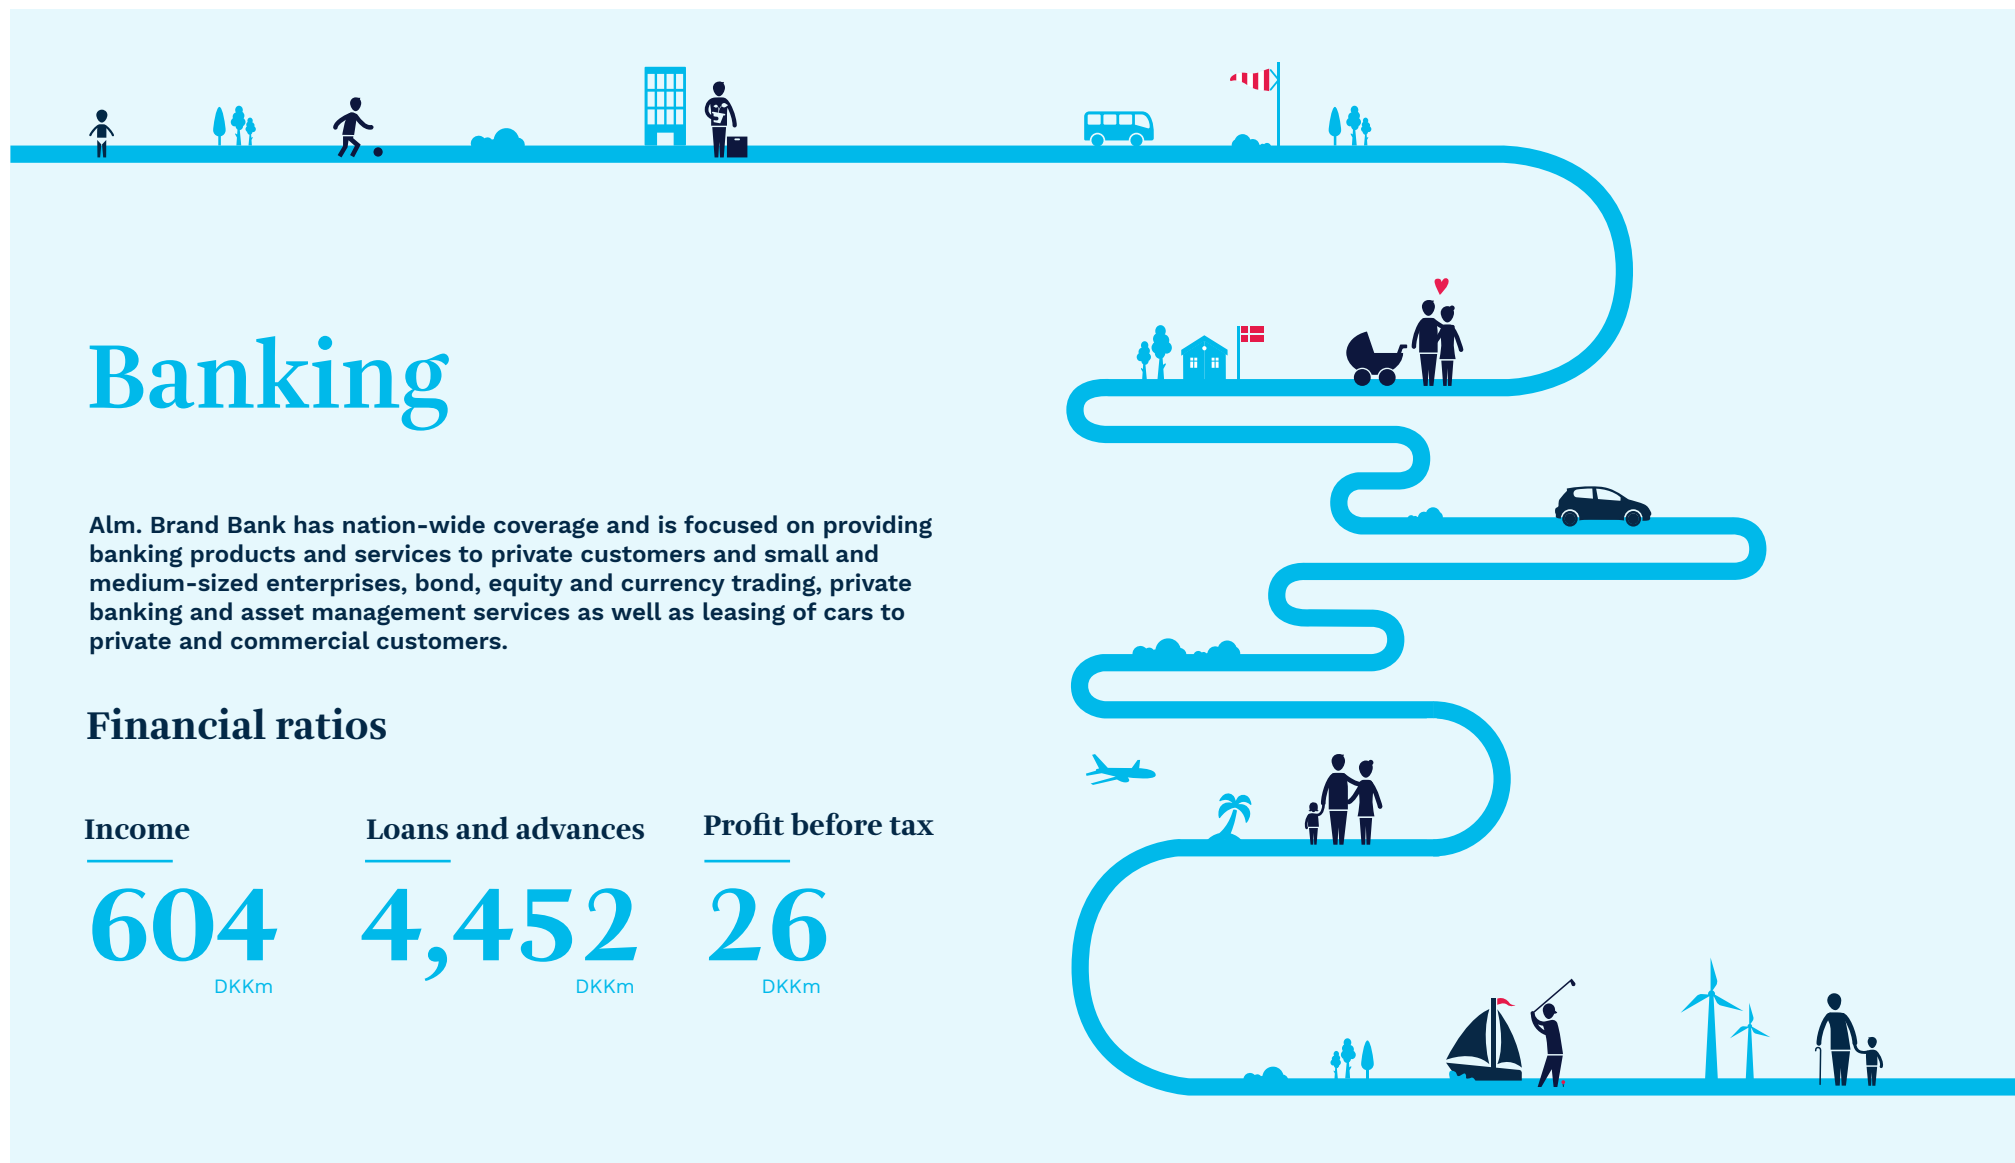 Banking
Alm. Brand Bank has nation-wide coverage and is focused on providing
banking products and services to private customers and small and
medium-sized enterprises, bond, equity and currency trading, private
banking and asset management services as well as leasing of cars to
private and commercial customers.
Financial ratios
Income
604
DKKm
Loans and advances
4,452
DKKm
Profit before tax
26
DKKm